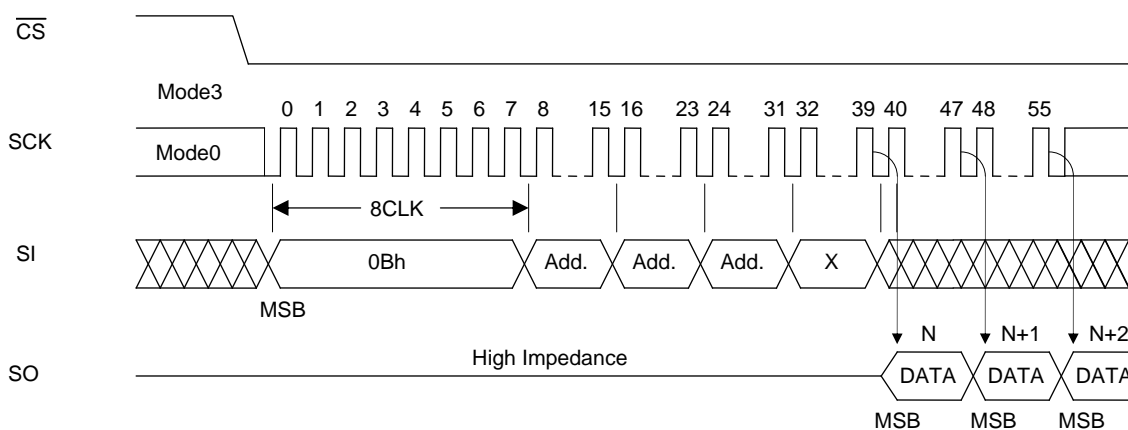 CS
Mode3
0 1 2 3 4 5 6 7 8 15 16 23 24 31 32 39 40 47 48 55
SCK
Mode0
8CLK
SI
0Bh Add. Add. Add. X
MSB
N N+1 N+2
High Impedance
SO
DATA DATA DATA
MSB MSB MSB